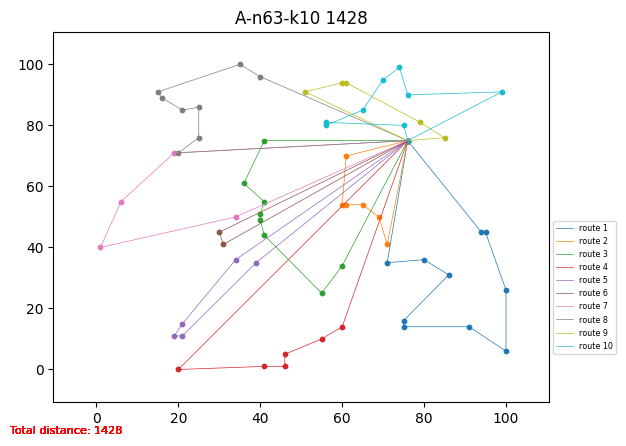 A-n63-k10 1428
100
80
60
40
20
0
0 20 40 60 80 100
route 1
route 2
route 3
route 4
route 5
route 6
route 7
route 8
route 9
route 10
Total distance: 1428